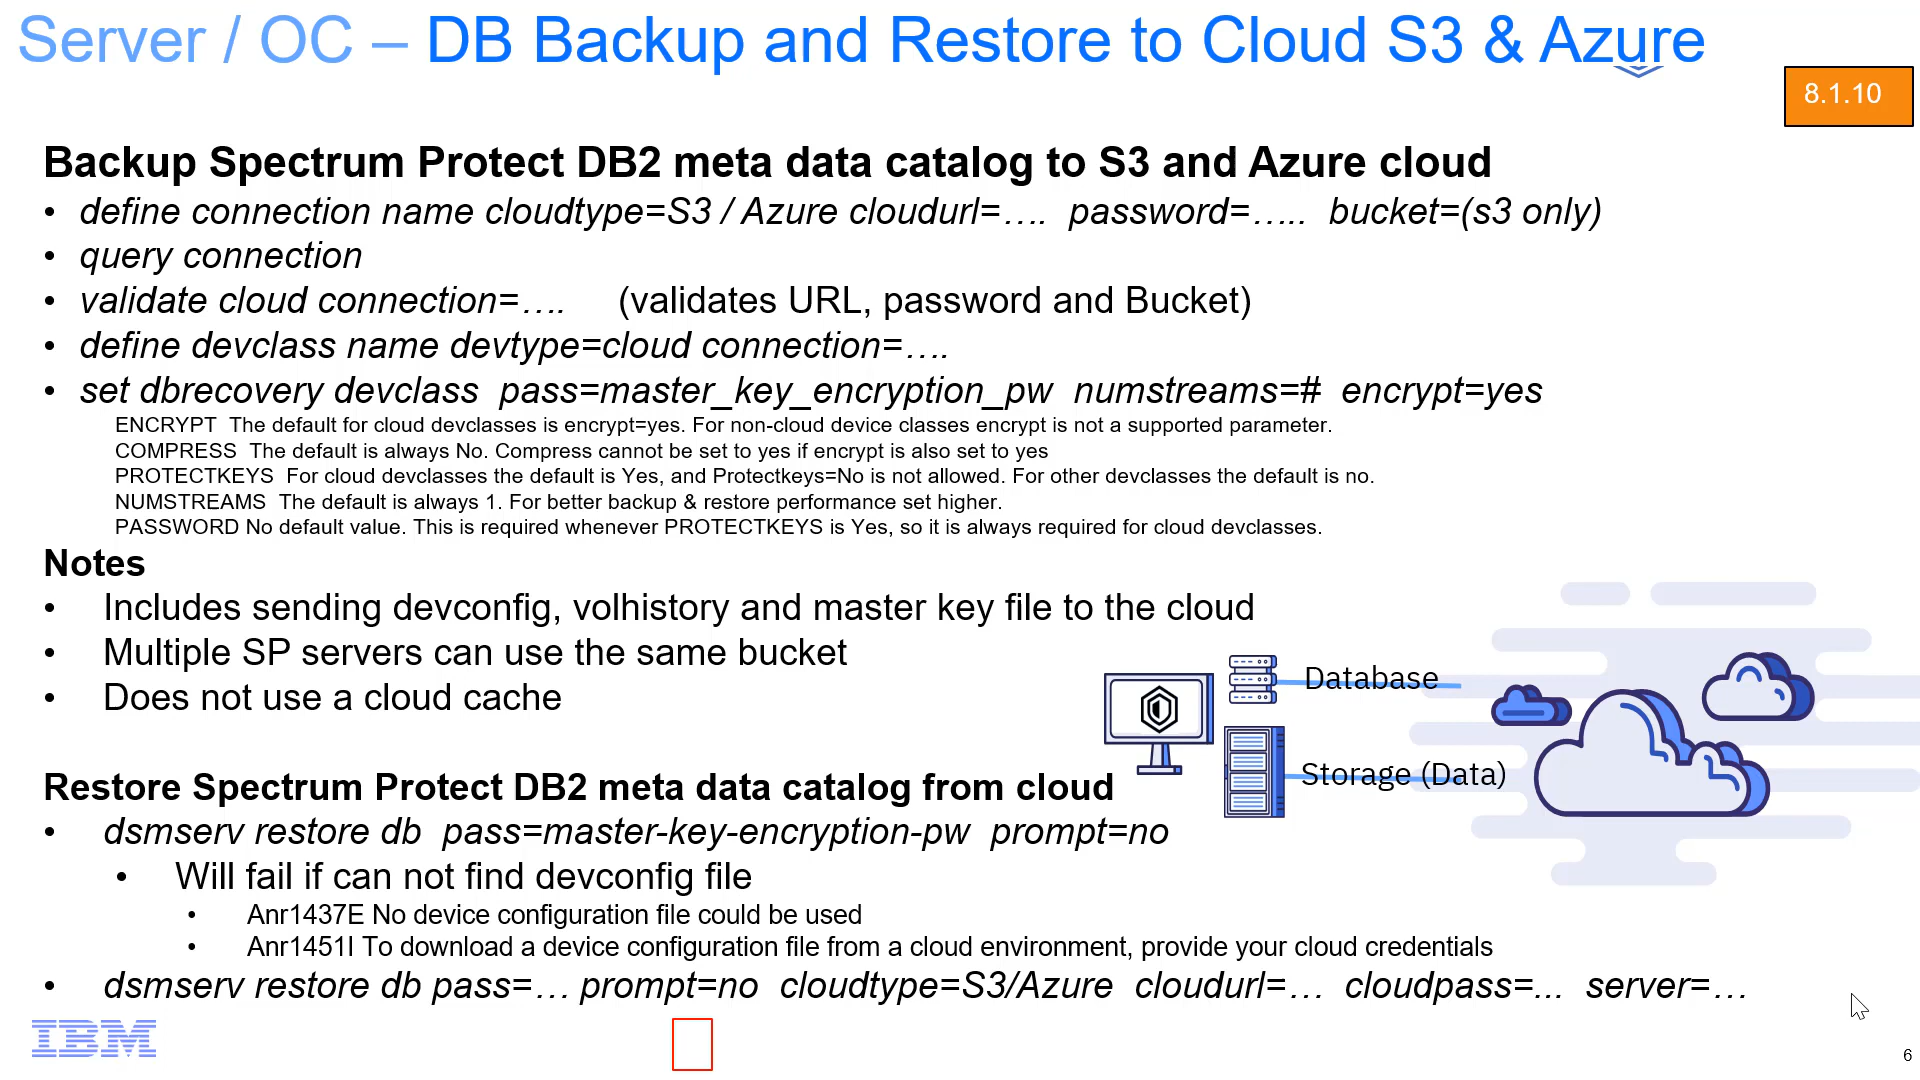 Server / OC – DB Backup and Restore to Cloud S3 & Azure
8.1.10
Backup Spectrum Protect DB2 meta data catalog to S3 and Azure cloud
• define connection name cloudtype=S3 / Azure cloudurl=…. password=….. bucket=(s3 only)
• query connection
• validate cloud connection=…. (validates URL, password and Bucket)
• define devclass name devtype=cloud connection=….
• set dbrecovery devclass pass=master_key_encryption_pw numstreams=# encrypt=yes
ENCRYPT The default for cloud devclasses is encrypt=yes. For non-cloud device classes encrypt is not a supported parameter.
COMPRESS The default is always No. Compress cannot be set to yes if encrypt is also set to yes
PROTECTKEYS For cloud devclasses the default is Yes, and Protectkeys=No is not allowed. For other devclasses the default is no.
NUMSTREAMS The default is always 1. For better backup & restore performance set higher.
PASSWORD No default value. This is required whenever PROTECTKEYS is Yes, so it is always required for cloud devclasses.
Notes
• Includes sending devconfig, volhistory and master key file to the cloud
• Multiple SP servers can use the same bucket
• Does not use a cloud cache
Database
Storage (Data)
Restore Spectrum Protect DB2 meta data catalog from cloud
• dsmserv restore db pass=master-key-encryption-pw prompt=no
• Will fail if can not find devconfig file
• Anr1437E No device configuration file could be used
• Anr1451I To download a device configuration file from a cloud environment, provide your cloud credentials
• dsmserv restore db pass=… prompt=no cloudtype=S3/Azure cloudurl=… cloudpass=... server=…
IBM
6